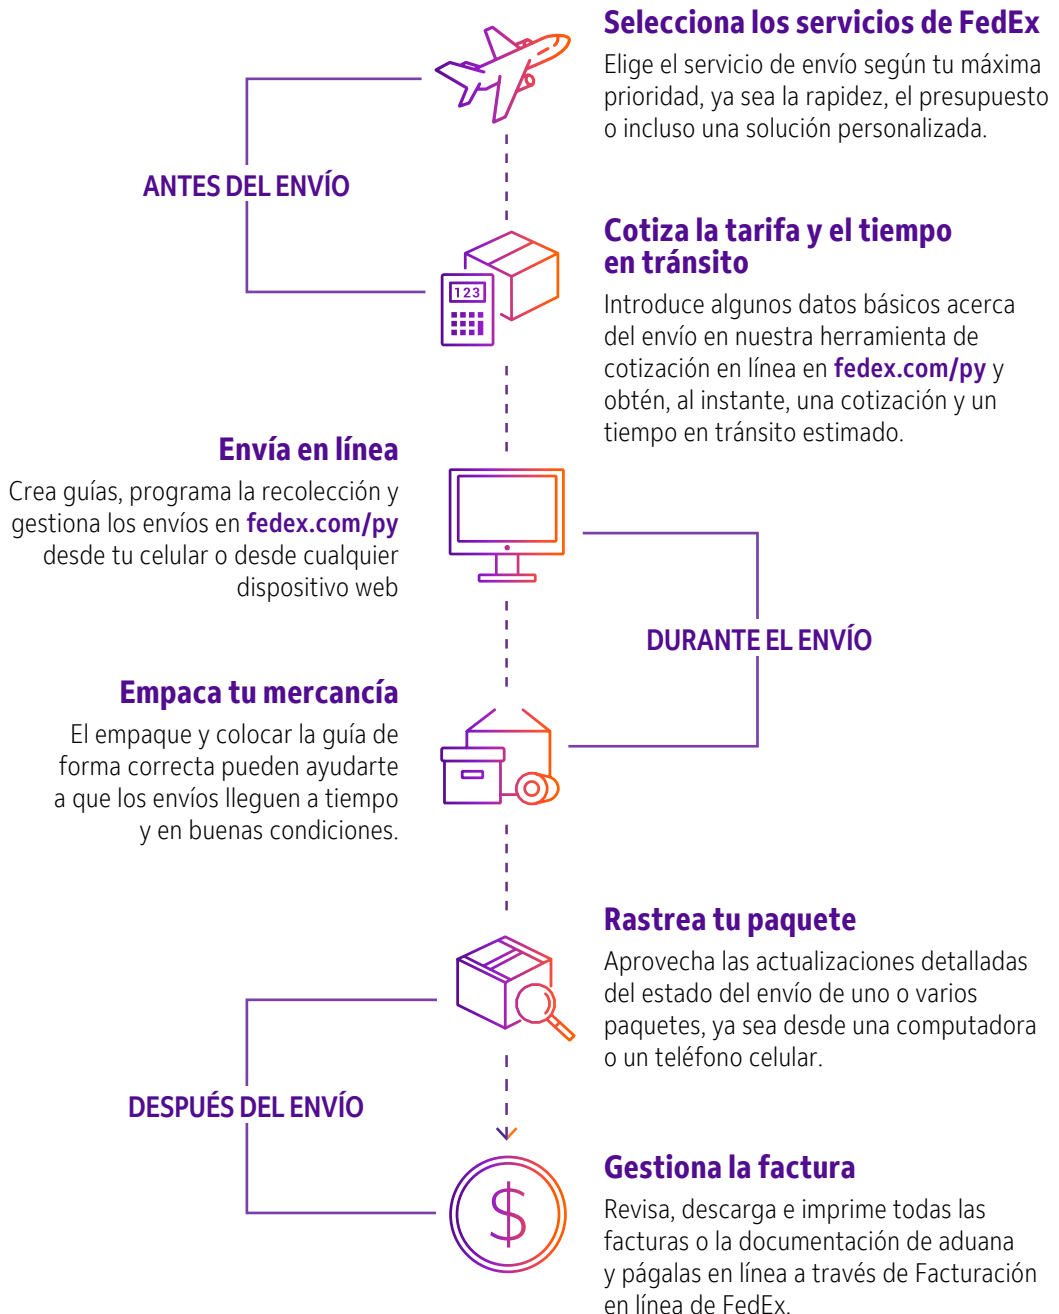 Selecciona los servicios de FedEx
Elige el servicio de envío según tu máxima
prioridad, ya sea la rapidez, el presupuesto
o incluso una solución personalizada.
ANTES DEL ENVÍO
Cotiza la tarifa y el tiempo
en tránsito
Introduce algunos datos básicos acerca
del envío en nuestra herramienta de
cotización en línea en fedex.com/py y
obtén, al instante, una cotización y un
tiempo en tránsito estimado.
123
Envía en línea
Crea guías, programa la recolección y
gestiona los envíos en fedex.com/py
desde tu celular o desde cualquier
dispositivo web
DURANTE EL ENVÍO
Empaca tu mercancía
El empaque y colocar la guía de
forma correcta pueden ayudarte
a que los envíos lleguen a tiempo
y en buenas condiciones.
Rastrea tu paquete
Aprovecha las actualizaciones detalladas
del estado del envío de uno o varios
paquetes, ya sea desde una computadora
o un teléfono celular.
DESPUÉS DEL ENVÍO
Gestiona la factura
Revisa, descarga e imprime todas las
facturas o la documentación de aduana
y págalas en línea a través de Facturación
en línea de FedEx.
$